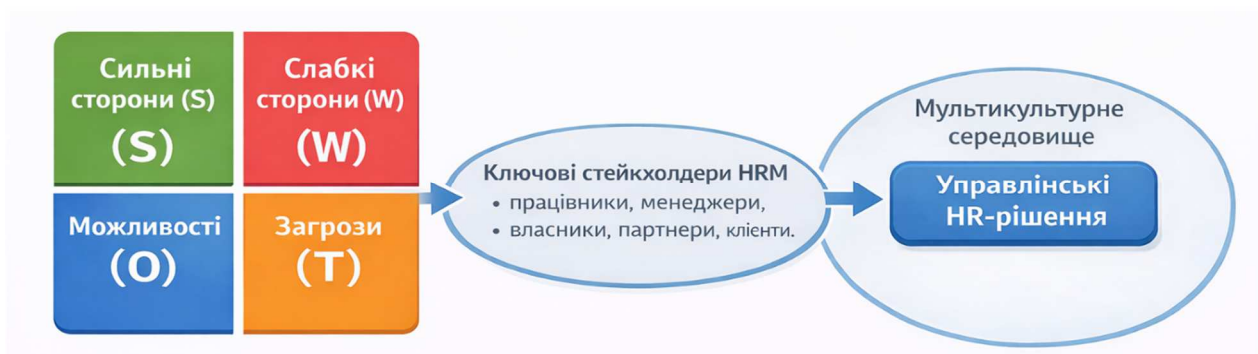 Сильні
сторони (S)
(S)
Слабкі
сторони (W)
(W)
Можливості
(O)
Загрози
(T)
Ключові стейкхолдери HRM
• працівники, менеджери,
• власники, партнери, клієнти.
Мультикультурне
середовище
Управлінські
HR-рішення